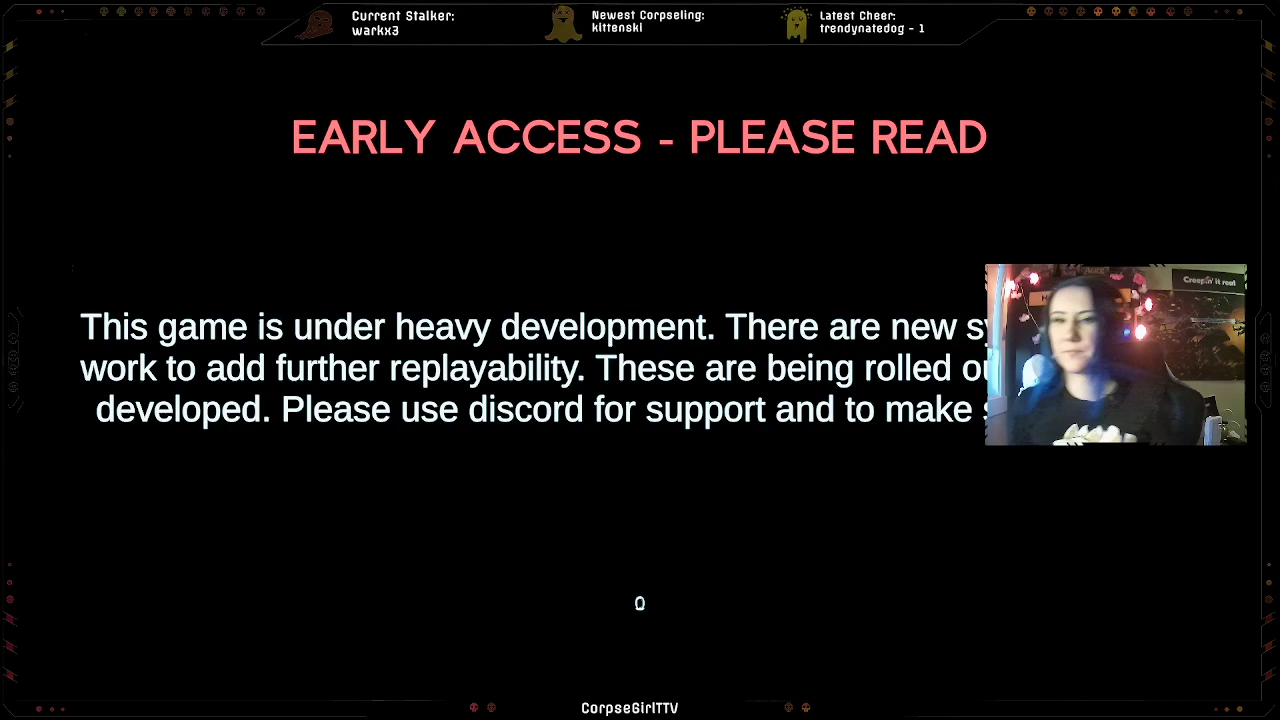 Current Stalker:
warkx3
Newest Corpseling:
kittenski
Latest Cheer:
trendynatedog - 1
EARLY ACCESS - PLEASE READ
Creepin' it real
This game is under heavy development. There are new
work to add further replayability. These are being rolled
developed. Please use discord for support and to make
0
CorpseGirlTTV